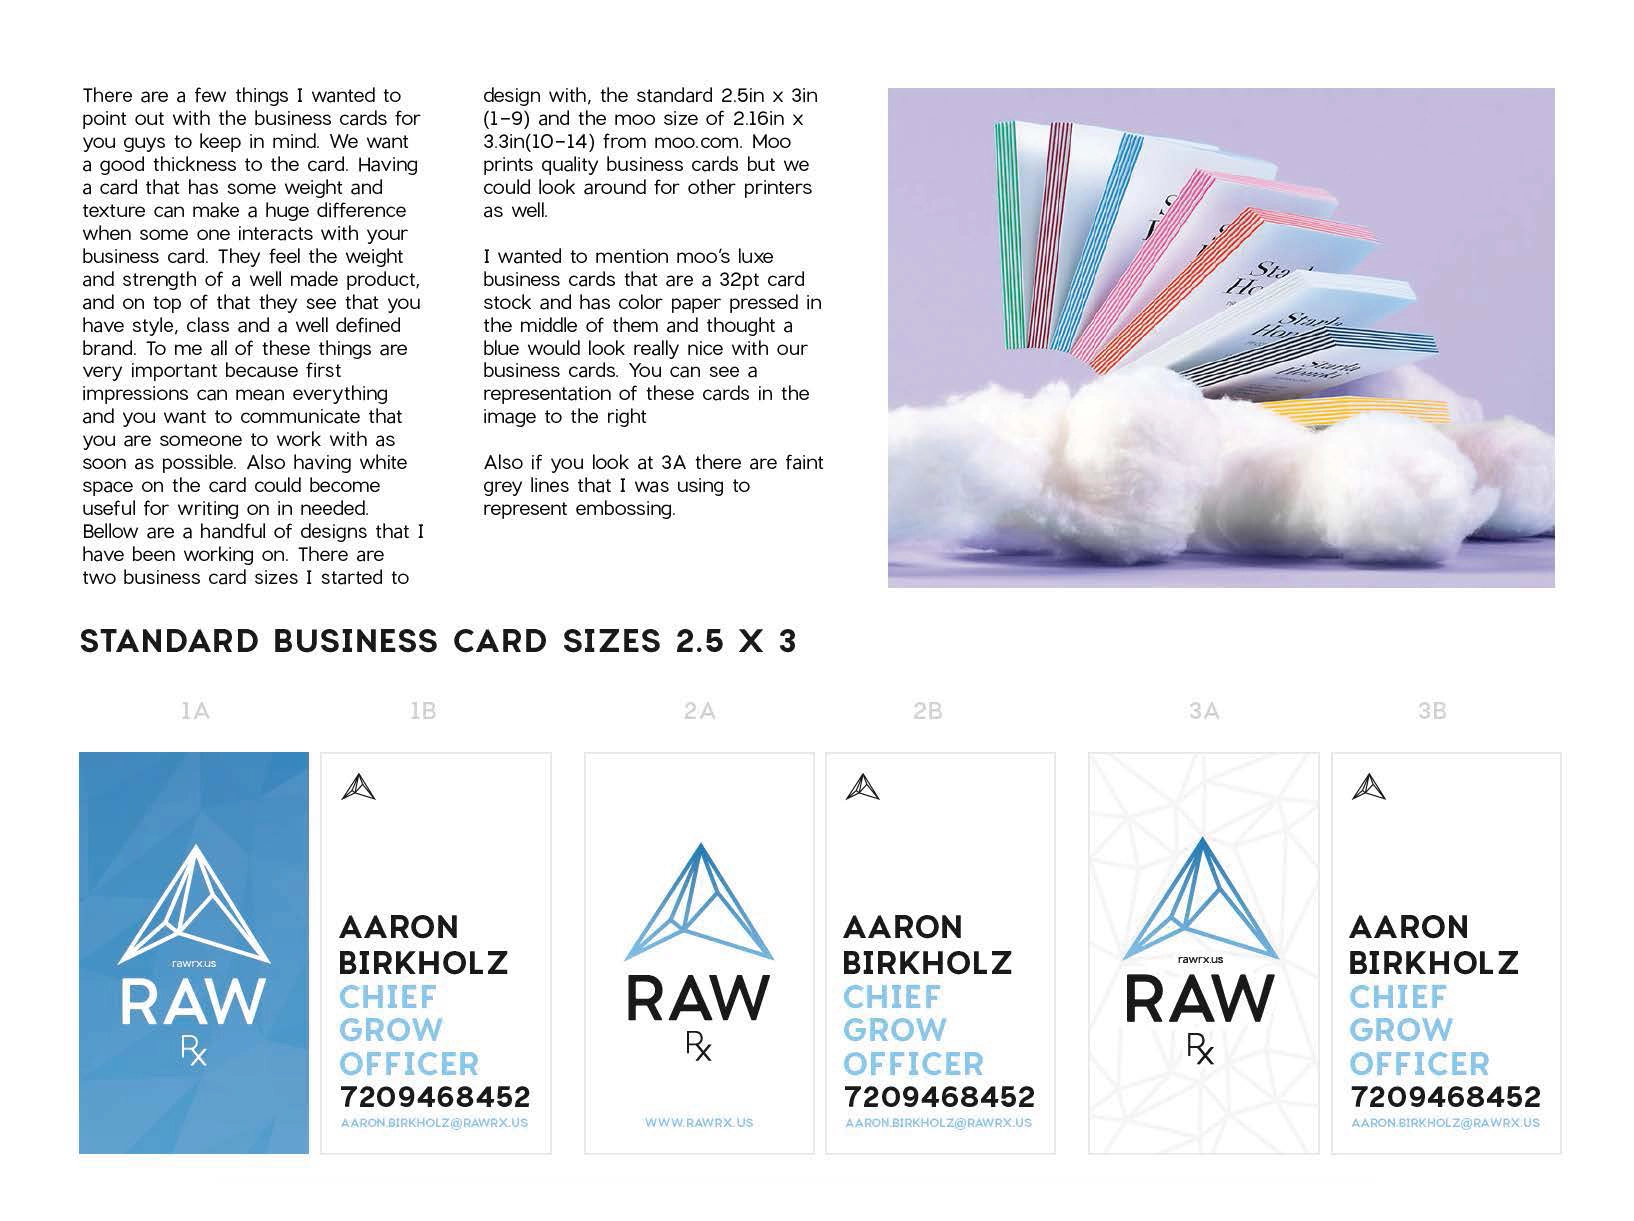 There are a few things I wanted to
point out with the business cards for
you guys to keep in mind. We want
a good thickness to the card. Having
a card that has some weight and
texture can make a huge difference
when some one interacts with your
business card. They feel the weight
and strength of a well made product,
and on top of that they see that you
have style, class and a well defined
brand. To me all of these things are
very important because first
impressions can mean everything
and you want to communicate that
you are someone to work with as
soon as possible. Also having white
space on the card could become
useful for writing on in needed.
Bellow are a handful of designs that I
have been working on. There are
two business card sizes I started to
design with, the standard 2.5in x 3in
(1-9) and the moo size of 2.16in x
3.3in(10-14) from moo.com. Moo
prints quality business cards but we
could look around for other printers
as well.
I wanted to mention moo's luxe
business cards that are a 32pt card
stock and has color paper pressed in
the middle of them and thought a
blue would look really nice with our
business cards. You can see a
representation of these cards in the
image to the right
Also if you look at 3A there are faint
grey lines that I was using to
represent embossing.
STANDARD BUSINESS CARD SIZES 2.5 X 3
1A
1B
2A
2B
3A
3B
rawrx.us
RAW
Rx
AARON
BIRKHOLZ
CHIEF
GROW
OFFICER
7209468452
AARON.BIRKHOLZ@RAWRX.US
RAW
Rx
WWW.RAWRX.US
AARON
BIRKHOLZ
CHIEF
GROW
OFFICER
7209468452
AARON.BIRKHOLZ@RAWRX.US
rawrx.us
RAW
Rx
AARON
BIRKHOLZ
CHIEF
GROW
OFFICER
7209468452
AARON.BIRKHOLZ@RAWRX.US